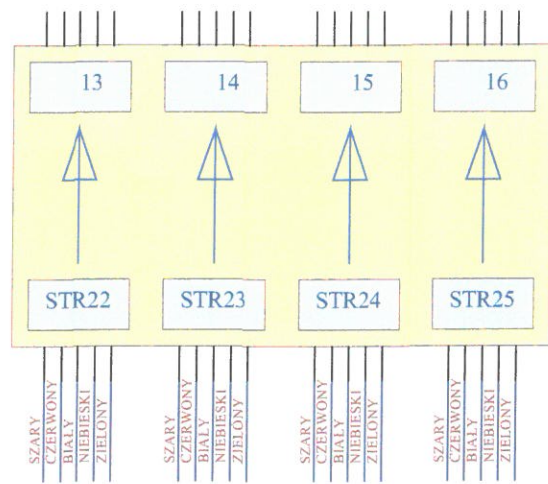 13 14 15 16
STR22 STR23 STR24 STR25
SZARY
CZERWONY
BIAŁY
NIEBIESKI
ZIELONY
SZARY
CZERWONY
BIAŁY
NIEBIESKI
ZIELONY
SZARY
CZERWONY
BIAŁY
NIEBIESKI
ZIELONY
SZARY
CZERWONY
BIAŁY
NIEBIESKI
ZIELONY